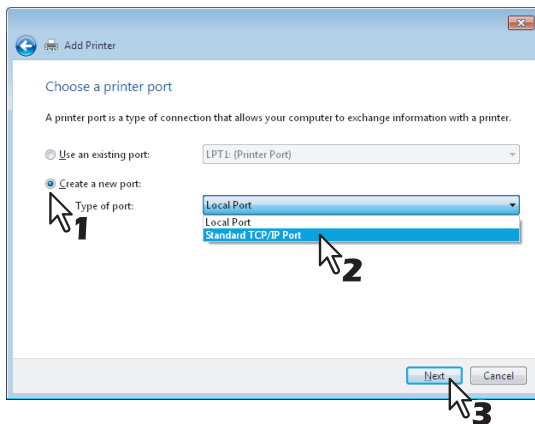 Add Printer
Choose a printer port
A printer port is a type of connection that allows your computer to exchange information with a printer.
Use an existing port: LPT1: (Printer Port)
Create a new port:
Type of port: Local Port
Local Port
Standard TCP/IP Port
1
2
Next Cancel
3